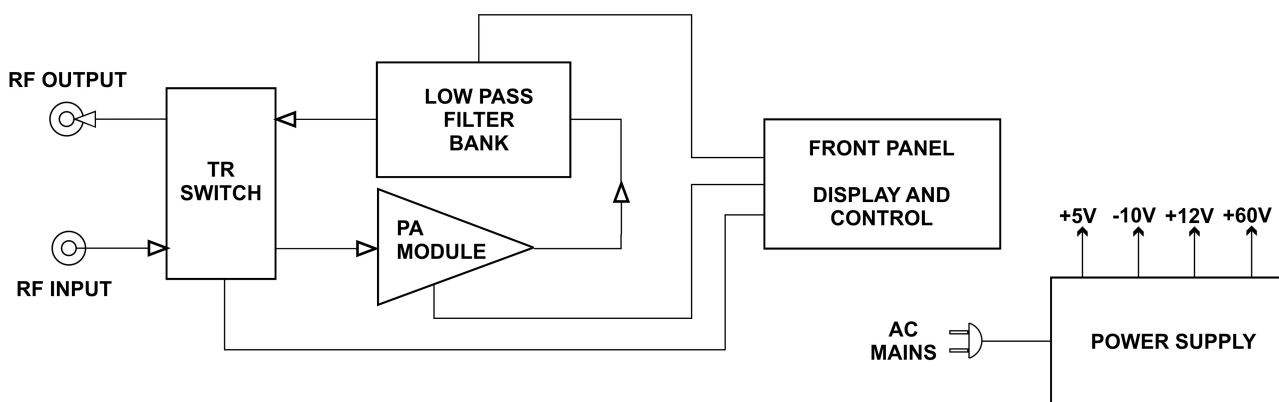 RF OUTPUT
TR
SWITCH
RF INPUT
LOW PASS
FILTER
BANK
PA
MODULE
FRONT PANEL
DISPLAY AND
CONTROL
+5V -10V +12V +60V
AC
MAINS
POWER SUPPLY